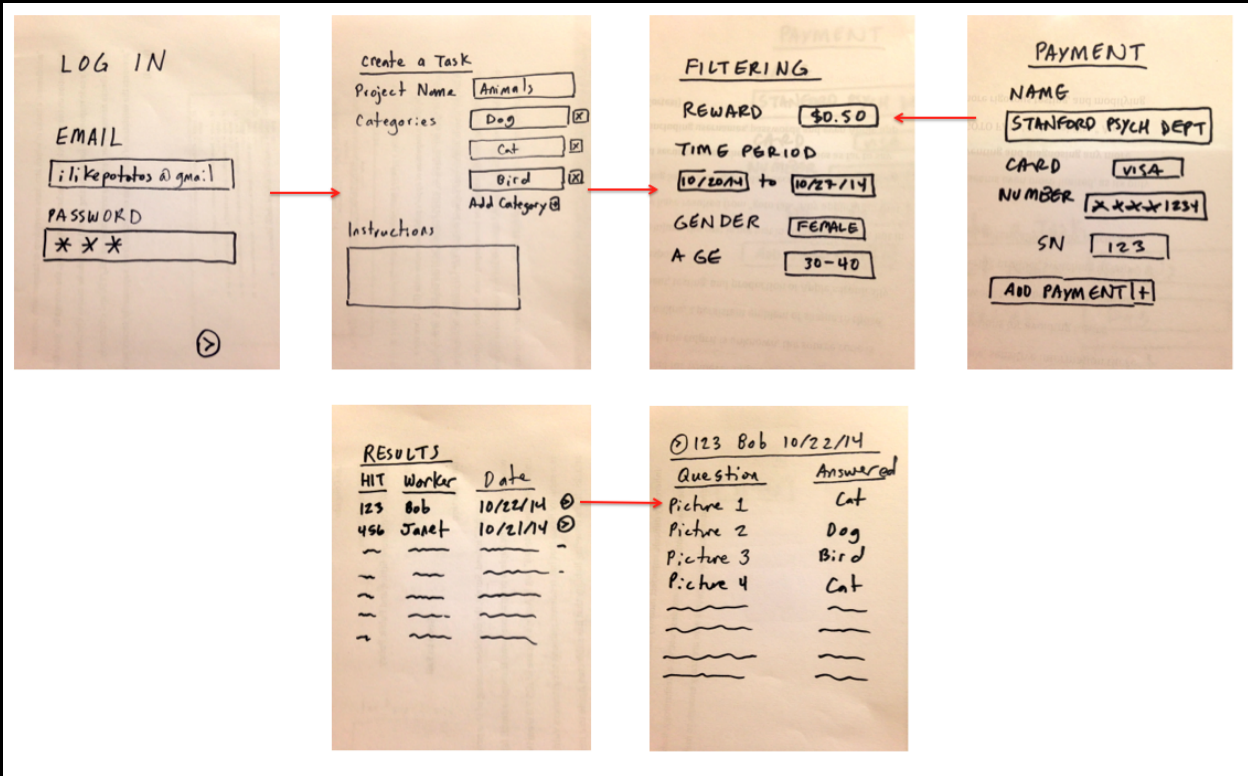 LOG IN
EMAIL
ilikepototos@gmail
PASSWORD
***
Create a Task
Project Name Animals
Categories Dog
Cat
Bird
Add Category +
Instructions
FILTERING
REWARD $0.50
TIME PERIOD
10/20/14 to 10/27/14
GENDER FEMALE
AGE 30-40
PAYMENT
NAME
STANFORD PSYCH DEPT
CARD VISA
NUMBER ****1234
SN 123
ADD PAYMENT +
RESULTS
HIT Worker Date
123 Bob 10/22/14
456 Janet 10/21/14
123 Bob 10/22/14
Question Answered
Picture 1 Cat
Picture 2 Dog
Picture 3 Bird
Picture 4 Cat